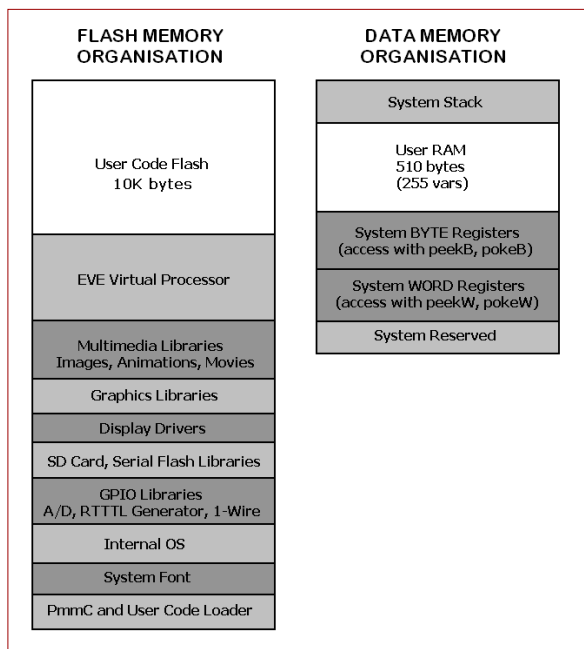 FLASH MEMORY
ORGANISATION
User Code Flash
10K bytes
EVE Virtual Processor
Multimedia Libraries
Images, Animations, Movies
Graphics Libraries
Display Drivers
SD Card, Serial Flash Libraries
GPIO Libraries
A/D, RTTTL Generator, 1-Wire
Internal OS
System Font
PmmC and User Code Loader
DATA MEMORY
ORGANISATION
System Stack
User RAM
510 bytes
(255 vars)
System BYTE Registers
(access with peekB, pokeB)
System WORD Registers
(access with peekW, pokeW)
System Reserved